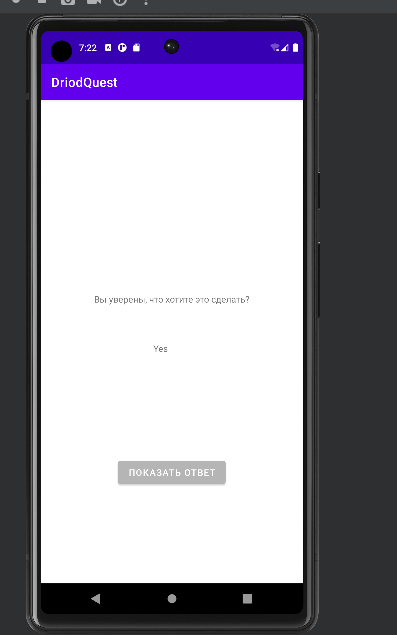 7:22
DriodQuest
Вы уверены, что хотите это сделать?
Yes
ПОКАЗАТЬ ОТВЕТ